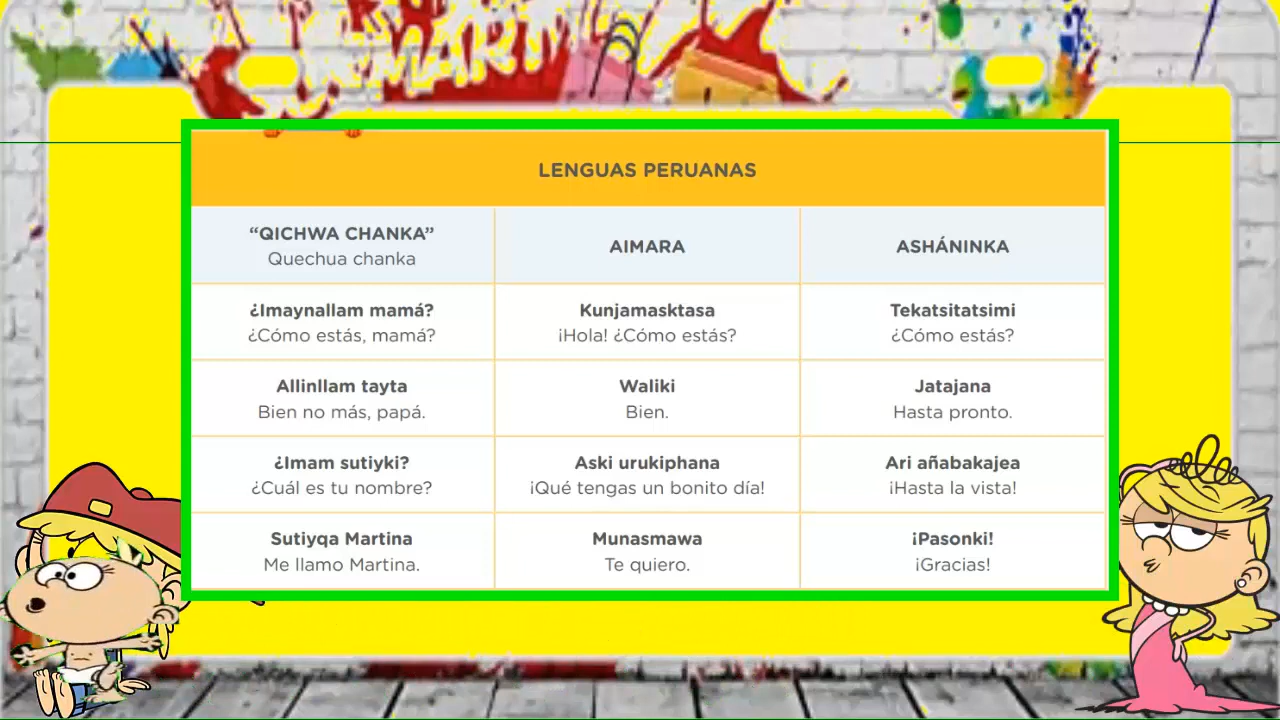 LENGUAS PERUANAS
“QICHWA CHANKA”
Quechua chanka
AIMARA
ASHÁNINKA
¿Imaynallam mamá?
¿Cómo estás, mamá?
Kunjamasktasa
¡Hola! ¿Cómo estás?
Tekatsitatsimi
¿Cómo estás?
Allinllam tayta
Bien no más, papá.
Waliki
Bien.
Jatajana
Hasta pronto.
¿Imam sutiyki?
¿Cuál es tu nombre?
Aski urukiphana
¡Qué tengas un bonito día!
Ari añabakajea
¡Hasta la vista!
Sutiyqa Martina
Me llamo Martina.
Munasmawa
Te quiero.
¡Pasonki!
¡Gracias!